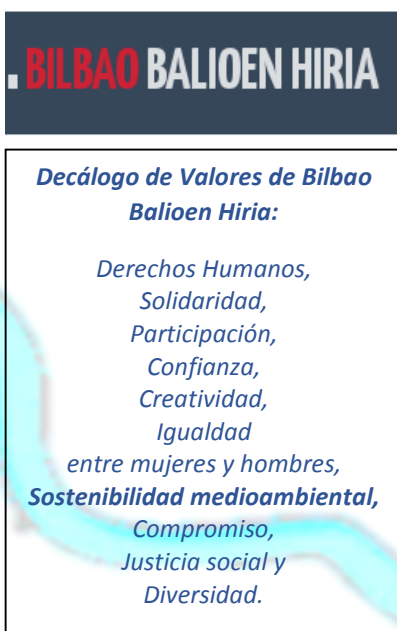 . BILBAO BALIOEN HIRIA
Decálogo de Valores de Bilbao
Balioen Hiria:
Derechos Humanos,
Solidaridad,
Participación,
Confianza,
Creatividad,
Igualdad
entre mujeres y hombres,
Sostenibilidad medioambiental,
Compromiso,
Justicia social y
Diversidad.